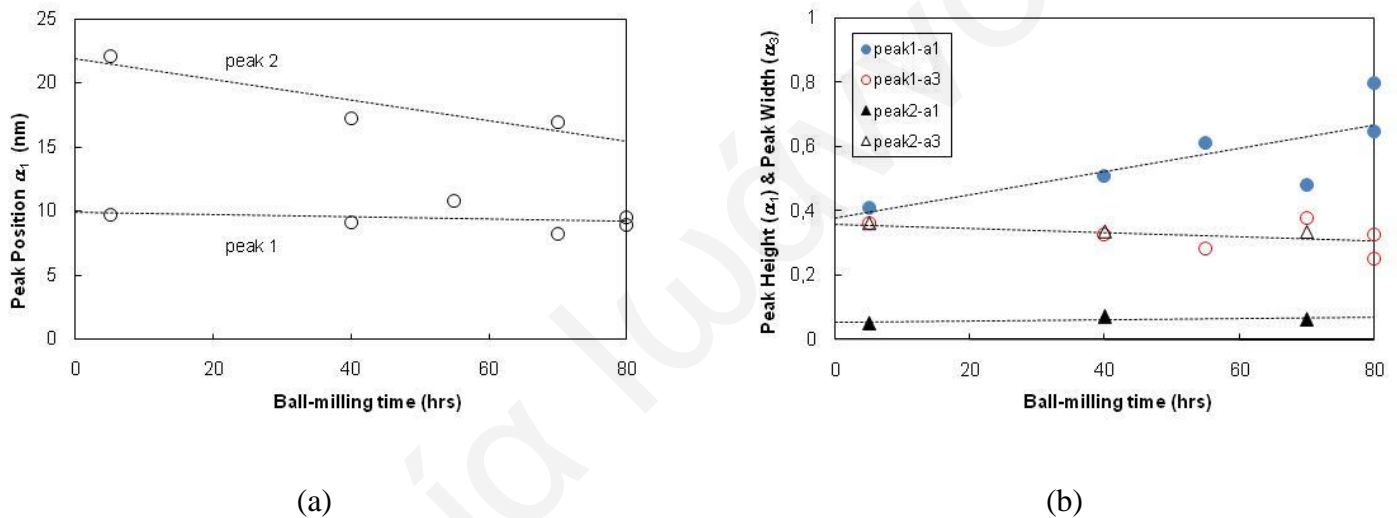 25
20
15
10
5
0
Peak Position α₁ (nm)
peak 2
peak 1
0 20 40 60 80
Ball-milling time (hrs)
(a)
1
0,8
0,6
0,4
0,2
0
Peak Height (α₁) & Peak Width (α₃)
peak1-a1
peak1-a3
peak2-a1
peak2-a3
0 20 40 60 80
Ball-milling time (hrs)
(b)